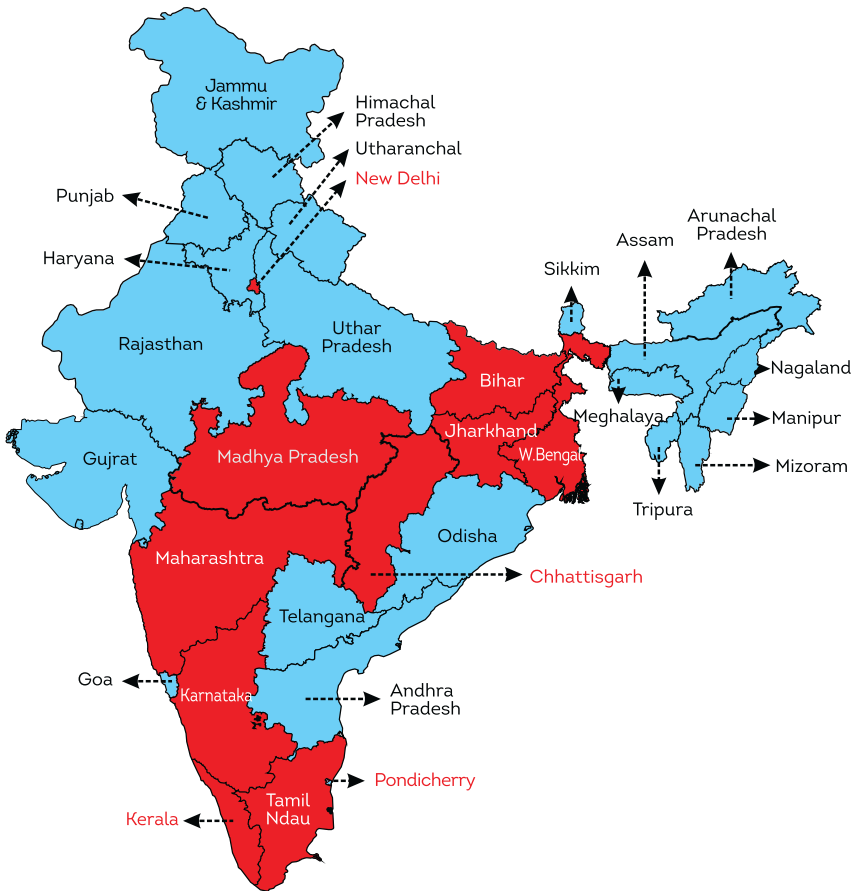 Jammu
& Kashmir
Himachal
Pradesh
Utharanchal
New Delhi
Punjab
Haryana
Arunachal
Pradesh
Assam
Sikkim
Rajasthan
Uthar
Pradesh
Nagaland
Bihar
Meghalaya
Manipur
Jharkhand
Gujrat
Madhya Pradesh
W.Bengal
Mizoram
Tripura
Odisha
Maharashtra
Chhattisgarh
Telangana
Goa
Karnataka
Andhra
Pradesh
Pondicherry
Tamil
Ndau
Kerala